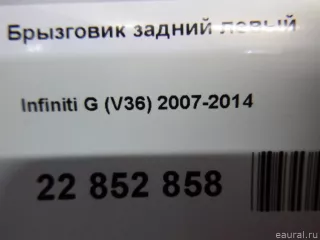 Брызговик задний левый
Infiniti G (V36) 2007-2014
22 852 858
eaural.ru